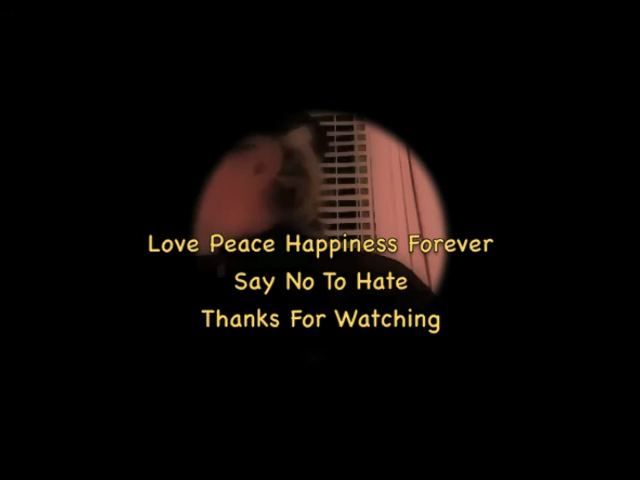 Love Peace Happiness Forever
Say No To Hate
Thanks For Watching